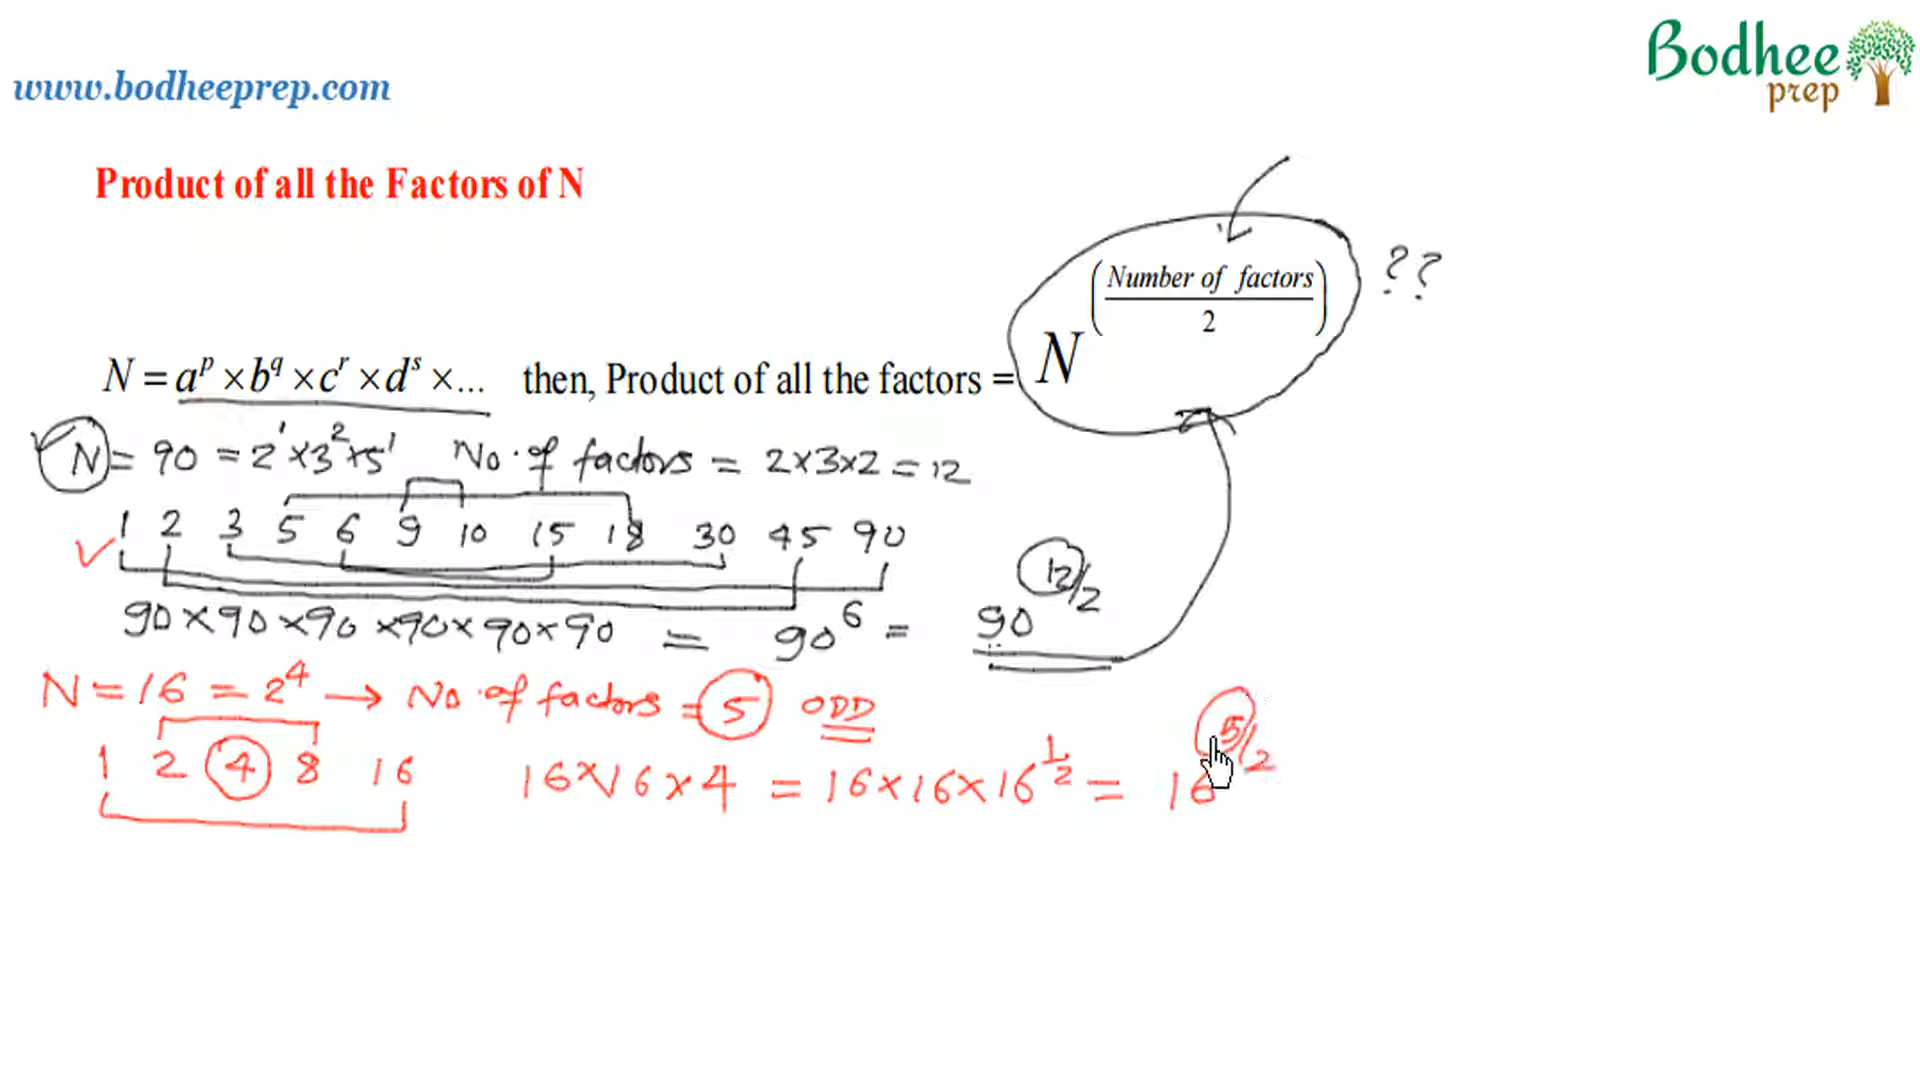 Bodhee
prep
www.bodheeprep.com
Product of all the Factors of N
N = a^p × b^q × c^r × d^s × ... then, Product of all the factors = N^(Number of factors / 2) ??
N = 90 = 2^1 × 3^2 × 5^1 No. of factors = 2×3×2 = 12
1 2 3 5 6 9 10 15 18 30 45 90
90 × 90 × 90 × 90 × 90 × 90 = 90^6 = 90^12/2
N = 16 = 2^4 → No. of factors = 5 ODD
1 2 4 8 16 16×16×4 = 16×16×16^1/2 = 16^5/2